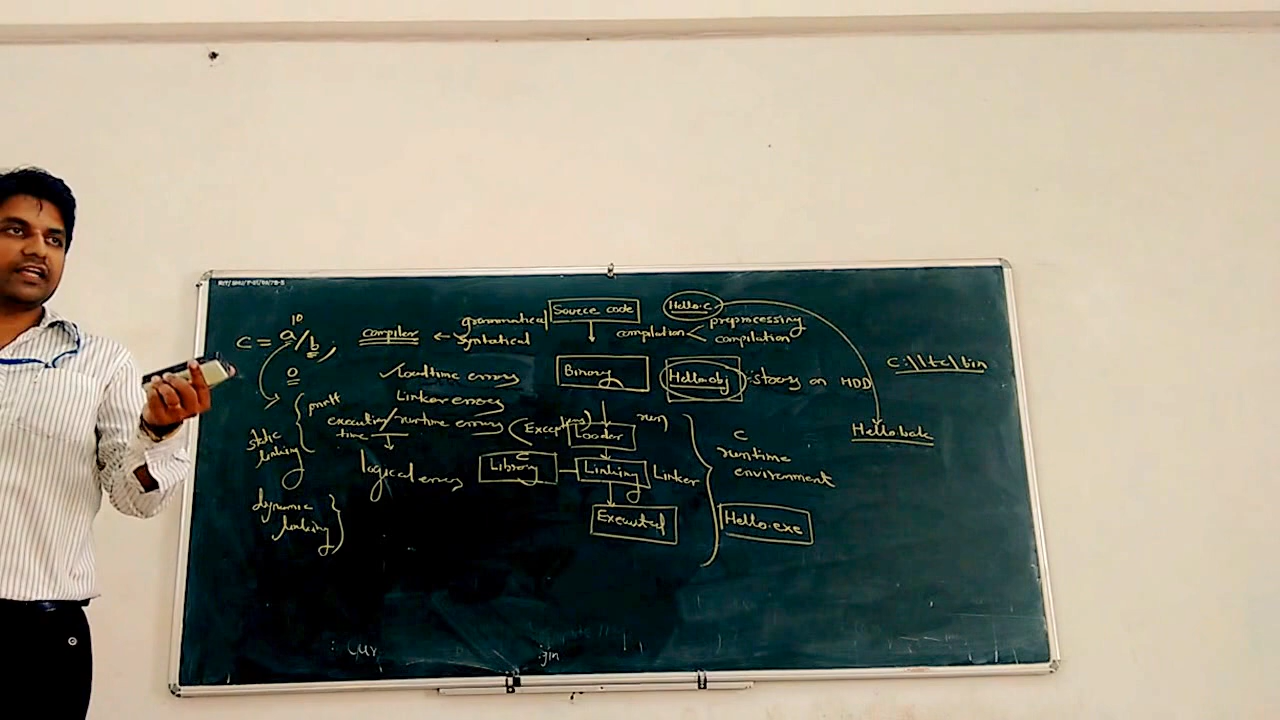 Source code
Hello.c
10
c = a/b ;
0
compiler ← grammatical
syntatical
compilation < preprocessing
compilation
Binary
Hello.obj : stores on HDD
C:\\tc\bin
Hello.bak
✓ Loadtime errors
Linker errors
execution/runtime errors (Exceptions)
time
logical errors
Loader
run
Library
C
Linking
Linker
Executed
C
runtime
environment
Hello.exe
printf
static
linking
dynamic
linking